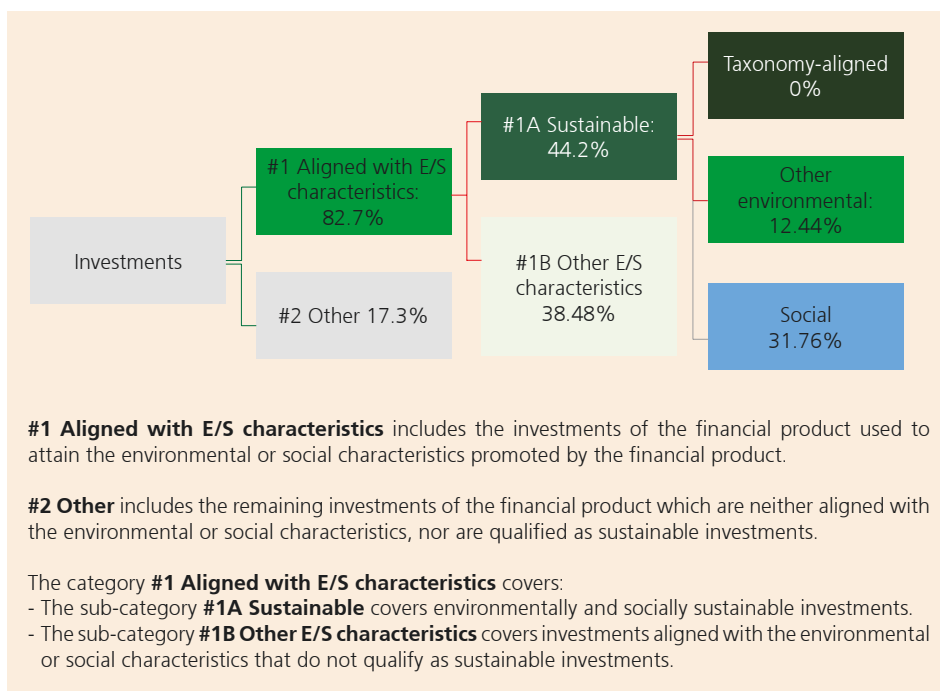 Investments
#1 Aligned with E/S
characteristics:
82.7%
#2 Other 17.3%
#1A Sustainable:
44.2%
#1B Other E/S
characteristics
38.48%
Taxonomy-aligned
0%
Other
environmental:
12.44%
Social
31.76%
#1 Aligned with E/S characteristics includes the investments of the financial product used to
attain the environmental or social characteristics promoted by the financial product.
#2 Other includes the remaining investments of the financial product which are neither aligned with
the environmental or social characteristics, nor are qualified as sustainable investments.
The category #1 Aligned with E/S characteristics covers:
- The sub-category #1A Sustainable covers environmentally and socially sustainable investments.
- The sub-category #1B Other E/S characteristics covers investments aligned with the environmental
or social characteristics that do not qualify as sustainable investments.